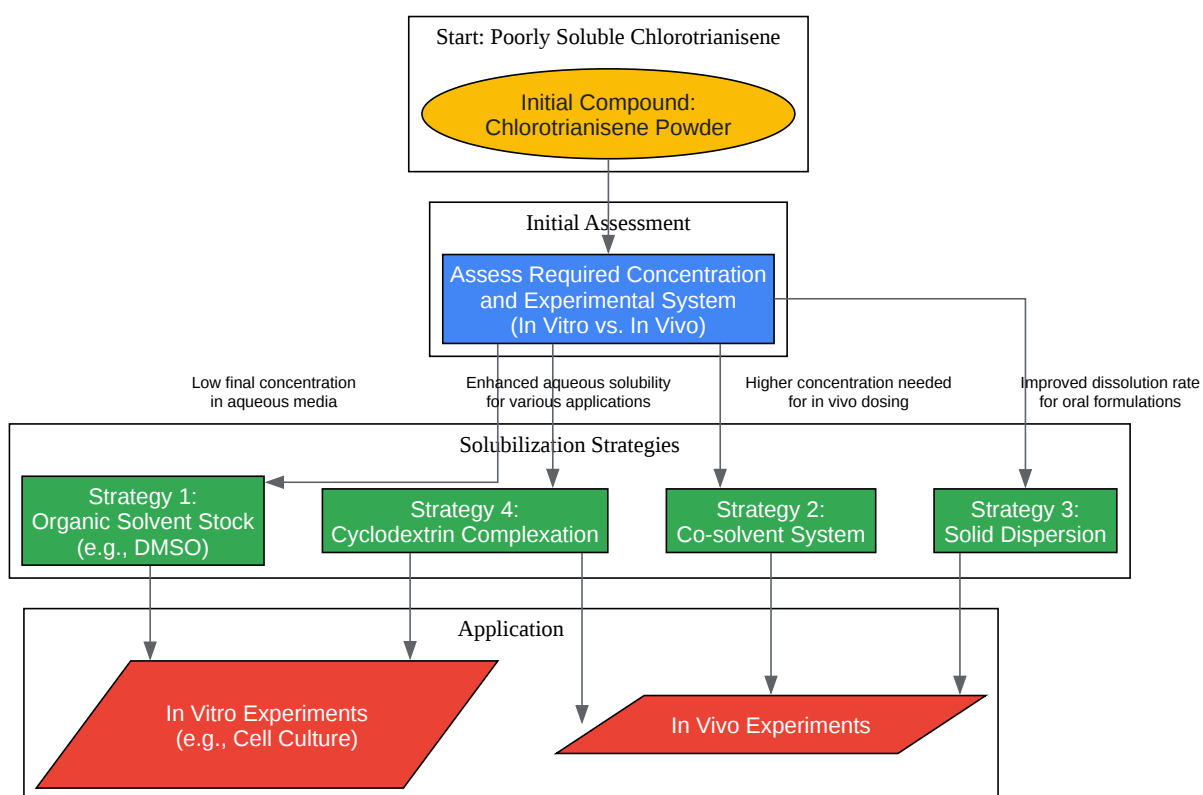 Start: Poorly Soluble Chlorotrianisene
Initial Compound:
Chlorotrianisene Powder
Initial Assessment
Assess Required Concentration
and Experimental System
(In Vitro vs. In Vivo)
Low final concentration
in aqueous media
Enhanced aqueous solubility
for various applications
Higher concentration needed
for in vivo dosing
Improved dissolution rate
for oral formulations
Solubilization Strategies
Strategy 1:
Organic Solvent Stock
(e.g., DMSO)
Strategy 4:
Cyclodextrin Complexation
Strategy 2:
Co-solvent System
Strategy 3:
Solid Dispersion
Application
In Vitro Experiments
(e.g., Cell Culture)
In Vivo Experiments